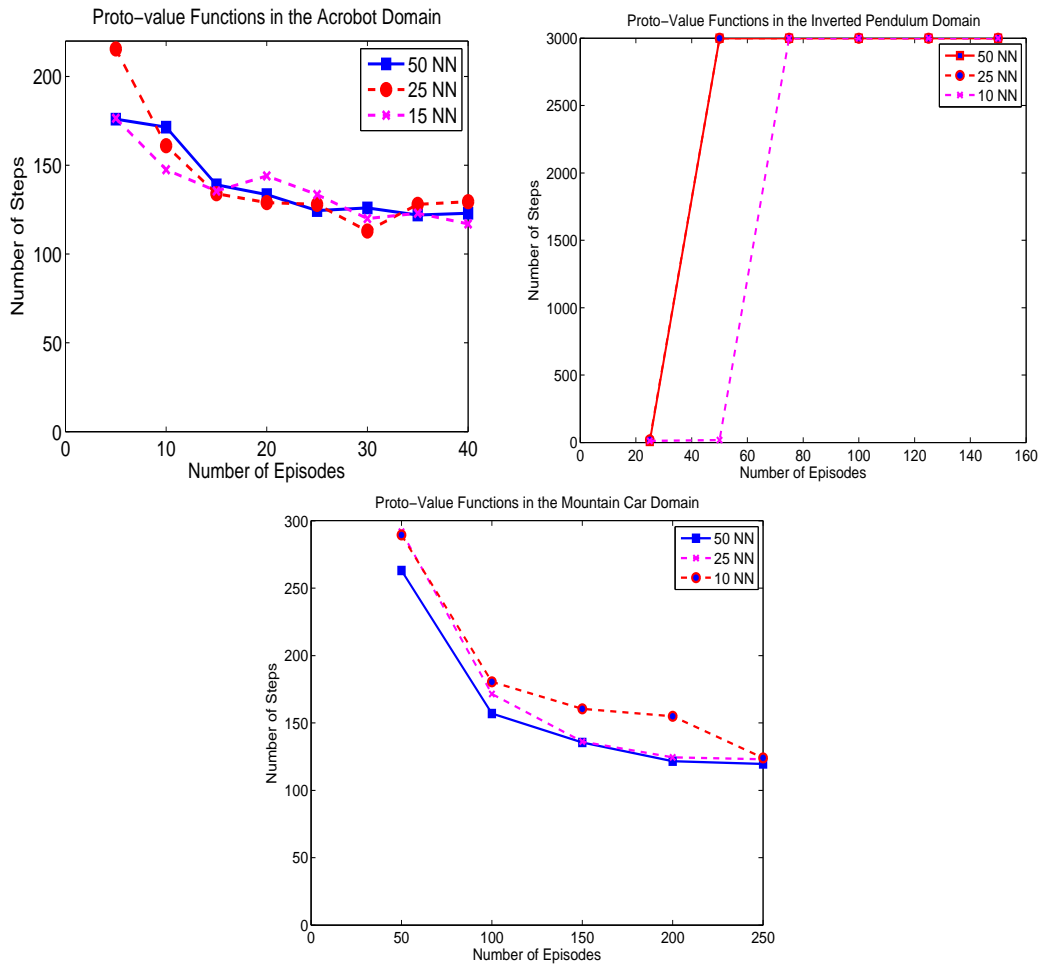 Proto-value Functions in the Acrobot Domain
200
150
100
50
0
0
10
20
30
40
Number of Steps
Number of Episodes
50 NN
25 NN
15 NN
Proto-Value Functions in the Inverted Pendulum Domain
3000
2500
2000
1500
1000
500
0
0
20
40
60
80
100
120
140
160
Number of Steps
Number of Episodes
50 NN
25 NN
10 NN
Proto-Value Functions in the Mountain Car Domain
300
250
200
150
100
50
0
0
50
100
150
200
250
Number of Steps
Number of Episodes
50 NN
25 NN
10 NN